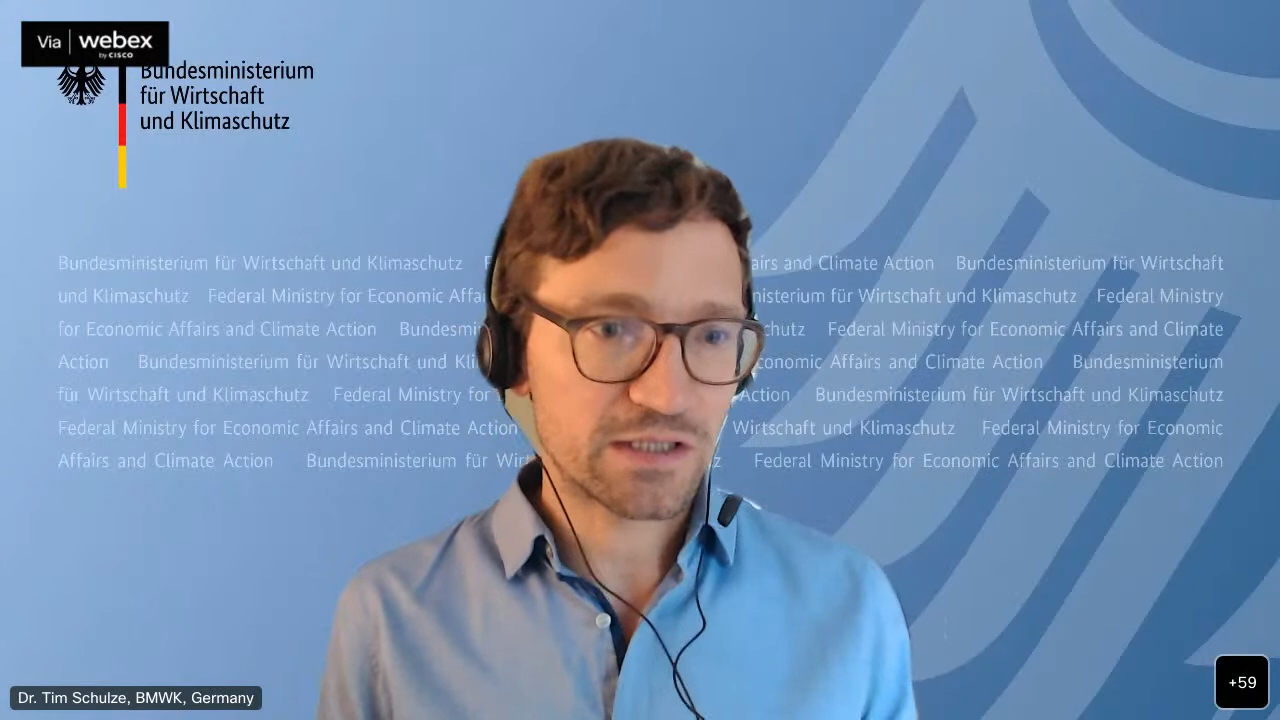 Via webex
by CISCO
Bundesministerium
für Wirtschaft
und Klimaschutz
Bundesministerium für Wirtschaft und Klimaschutz airs and Climate Action Bundesministerium für Wirtschaft
und Klimaschutz Federal Ministry for Economic Affai nisterium für Wirtschaft und Klimaschutz Federal Ministry
for Economic Affairs and Climate Action Bundesmi chutz Federal Ministry for Economic Affairs and Climate
Action Bundesministerium für Wirtschaft und Kli conomic Affairs and Climate Action Bundesministerium
für Wirtschaft und Klimaschutz Federal Ministry for Action Bundesministerium für Wirtschaft und Klimaschutz
Federal Ministry for Economic Affairs and Climate Action Wirtschaft und Klimaschutz Federal Ministry for Economic
Affairs and Climate Action Bundesministerium für Wirt z Federal Ministry for Economic Affairs and Climate Action
Dr. Tim Schulze, BMWK, Germany
+59